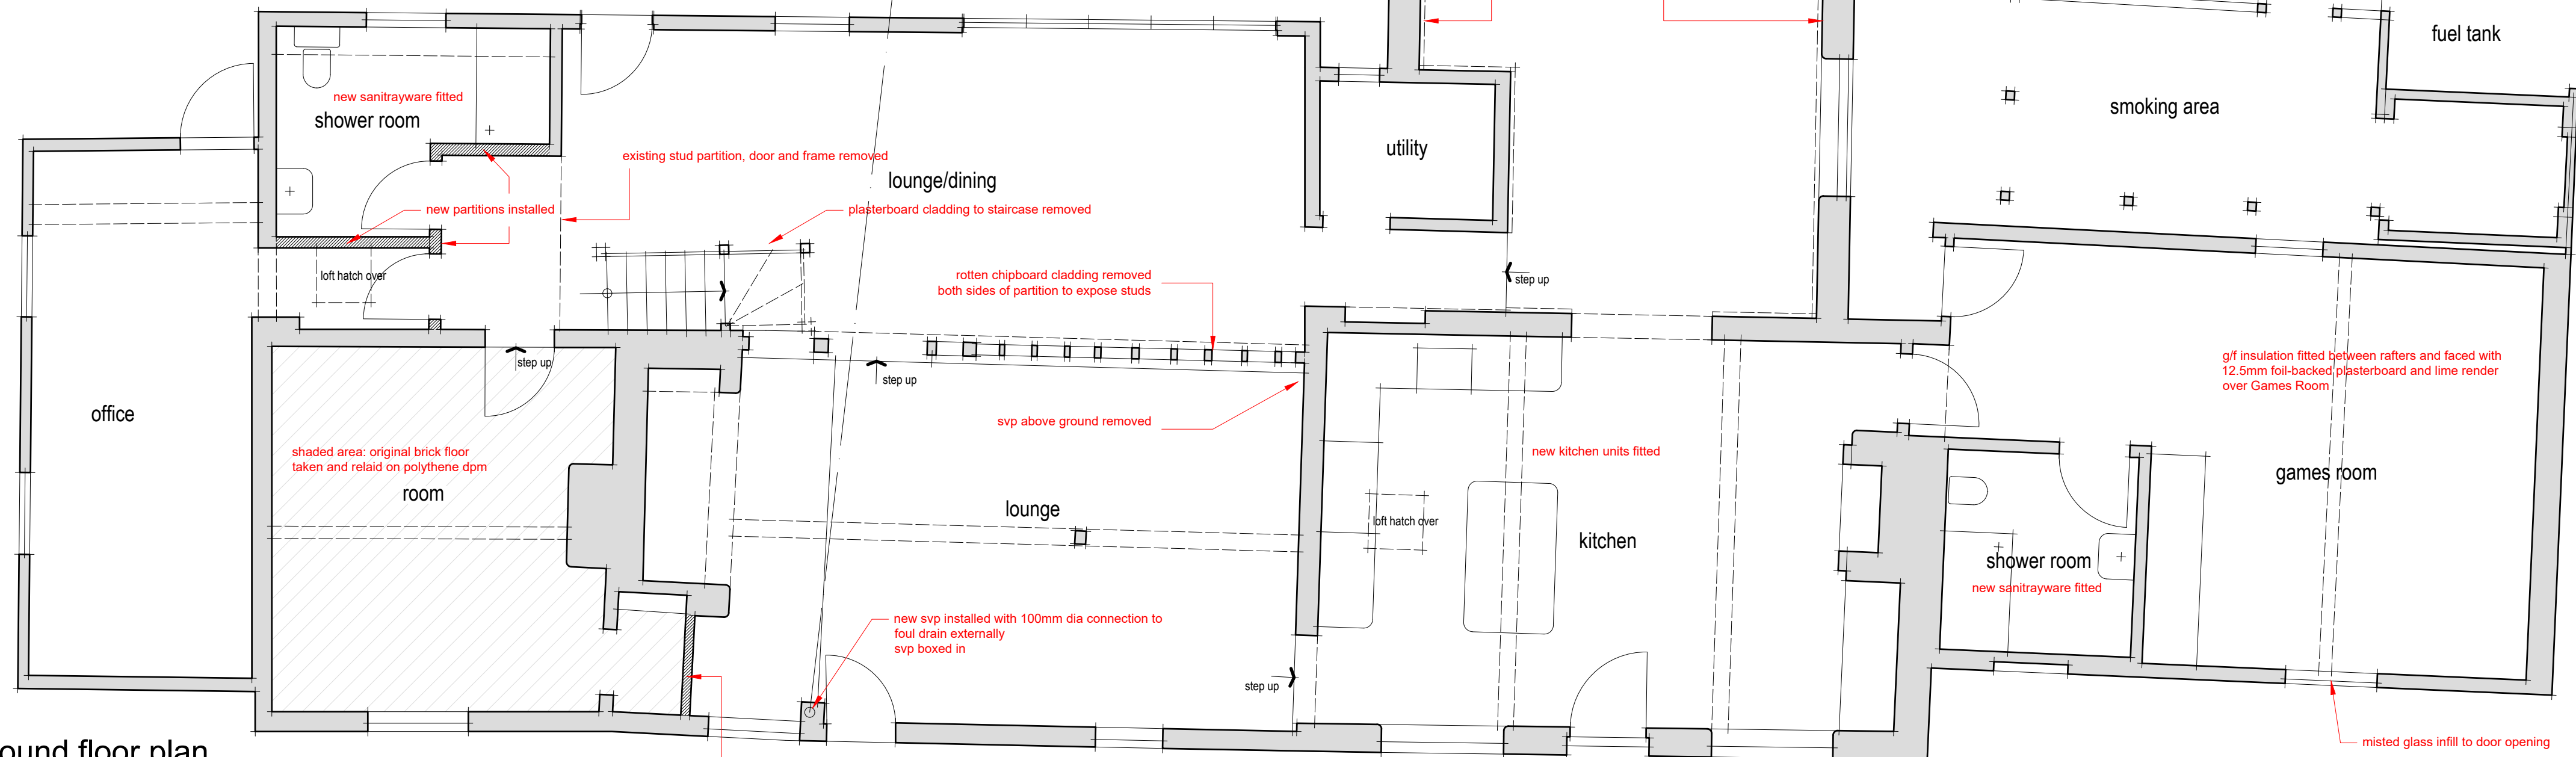 fuel tank
new sanitrayware fitted
shower room
smoking area
utility
existing stud partition, door and frame removed
lounge/dining
new partitions installed
plasterboard cladding to staircase removed
loft hatch over
rotten chipboard cladding removed
both sides of partition to expose studs
step up
step up
step up
g/f insulation fitted between rafters and faced with
12.5mm foil-backed plasterboard and lime render
over Games Room
office
svp above ground removed
shaded area: original brick floor
taken and relaid on polythene dpm
room
new kitchen units fitted
games room
lounge
loft hatch over
kitchen
shower room
new sanitrayware fitted
new svp installed with 100mm dia connection to
foul drain externally
svp boxed in
step up
misted glass infill to door opening
ound floor plan